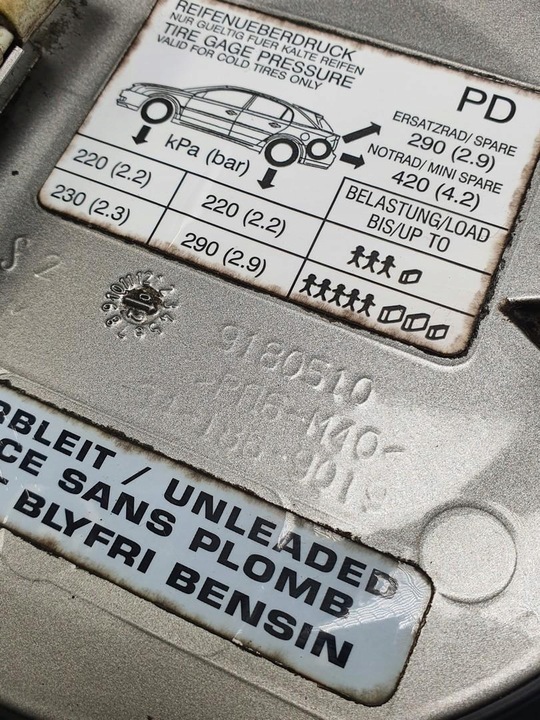 REIFENUEBERDRUCK
NUR GUELTIG FUER KALTE REIFEN
TIRE GAGE PRESSURE
VALID FOR COLD TIRES ONLY
PD
ERSATZRAD/SPARE
290 (2.9)
NOTRAD/MINI SPARE
420 (4.2)
kPa (bar)
BELASTUNG/LOAD
BIS/UP TO
220 (2.2) 220 (2.2)
230 (2.3) 290 (2.9)
S 2
9180510
RBLEIT / UNLEADED
CE SANS PLOMB
BLYFRI BENSIN